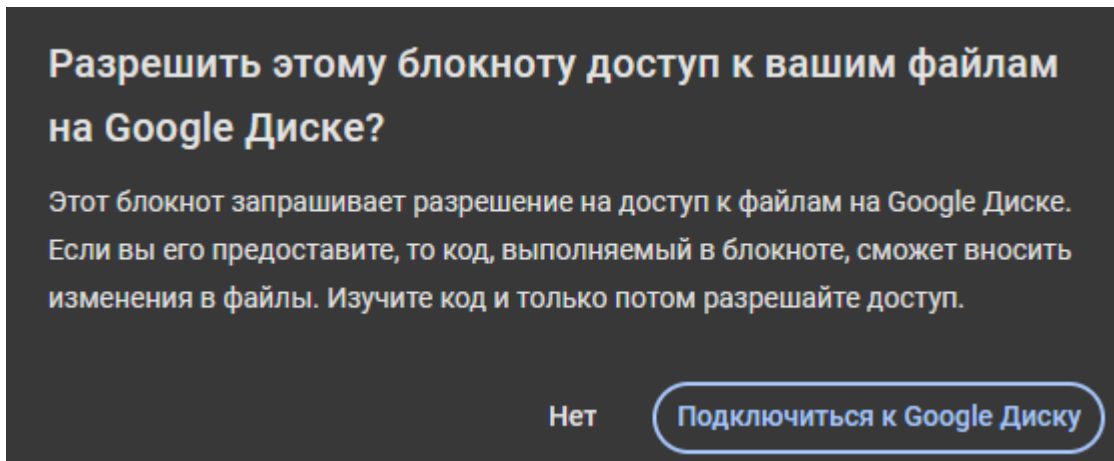 Разрешить этому блокноту доступ к вашим файлам
на Google Диске?
Этот блокнот запрашивает разрешение на доступ к файлам на Google Диске.
Если вы его предоставите, то код, выполняемый в блокноте, сможет вносить
изменения в файлы. Изучите код и только потом разрешайте доступ.
Нет
Подключиться к Google Диску